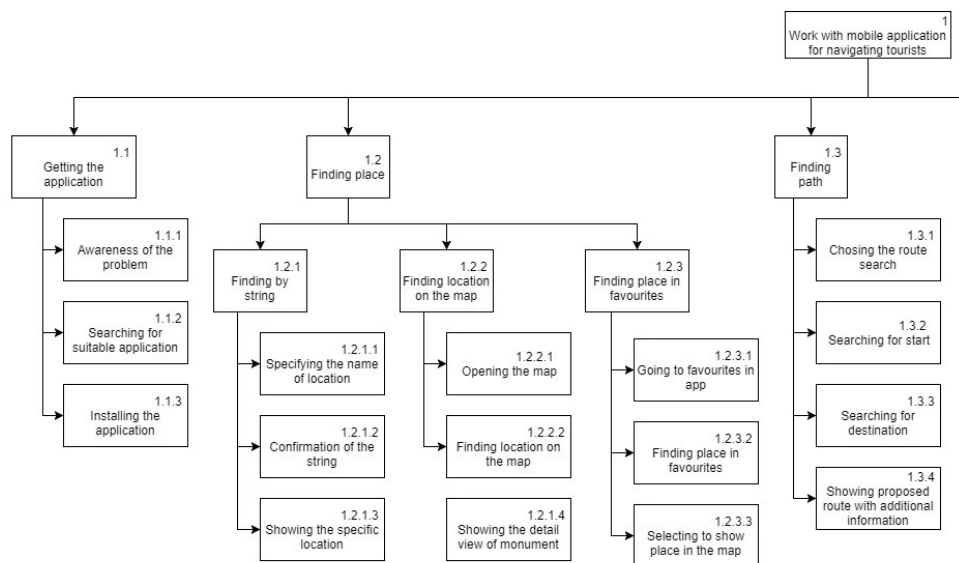 1
Work with mobile application
for navigating tourists
1.1
Getting the
application
1.2
Finding place
1.3
Finding
path
1.1.1
Awareness of the
problem
1.1.2
Searching for
suitable application
1.1.3
Installing the
application
1.2.1
Finding by
string
1.2.2
Finding location
on the map
1.2.3
Finding place in
favourites
1.2.1.1
Specifying the name
of location
1.2.1.2
Confirmation of the
string
1.2.1.3
Showing the specific
location
1.2.2.1
Opening the map
1.2.2.2
Finding location on
the map
1.2.1.4
Showing the detail
view of monument
1.2.3.1
Going to favourites in
app
1.2.3.2
Finding place in
favourites
1.2.3.3
Selecting to show
place in the map
1.3.1
Chosing the route
search
1.3.2
Searching for start
1.3.3
Searching for
destination
1.3.4
Showing proposed
route with additional
information